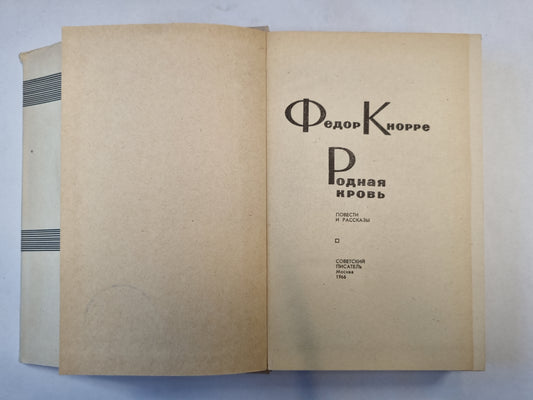 Федор Кнорре
Родная
кровь
ПОВЕСТИ
И РАССКАЗЫ
СОВЕТСКИЙ
ПИСАТЕЛЬ
Москва
1966